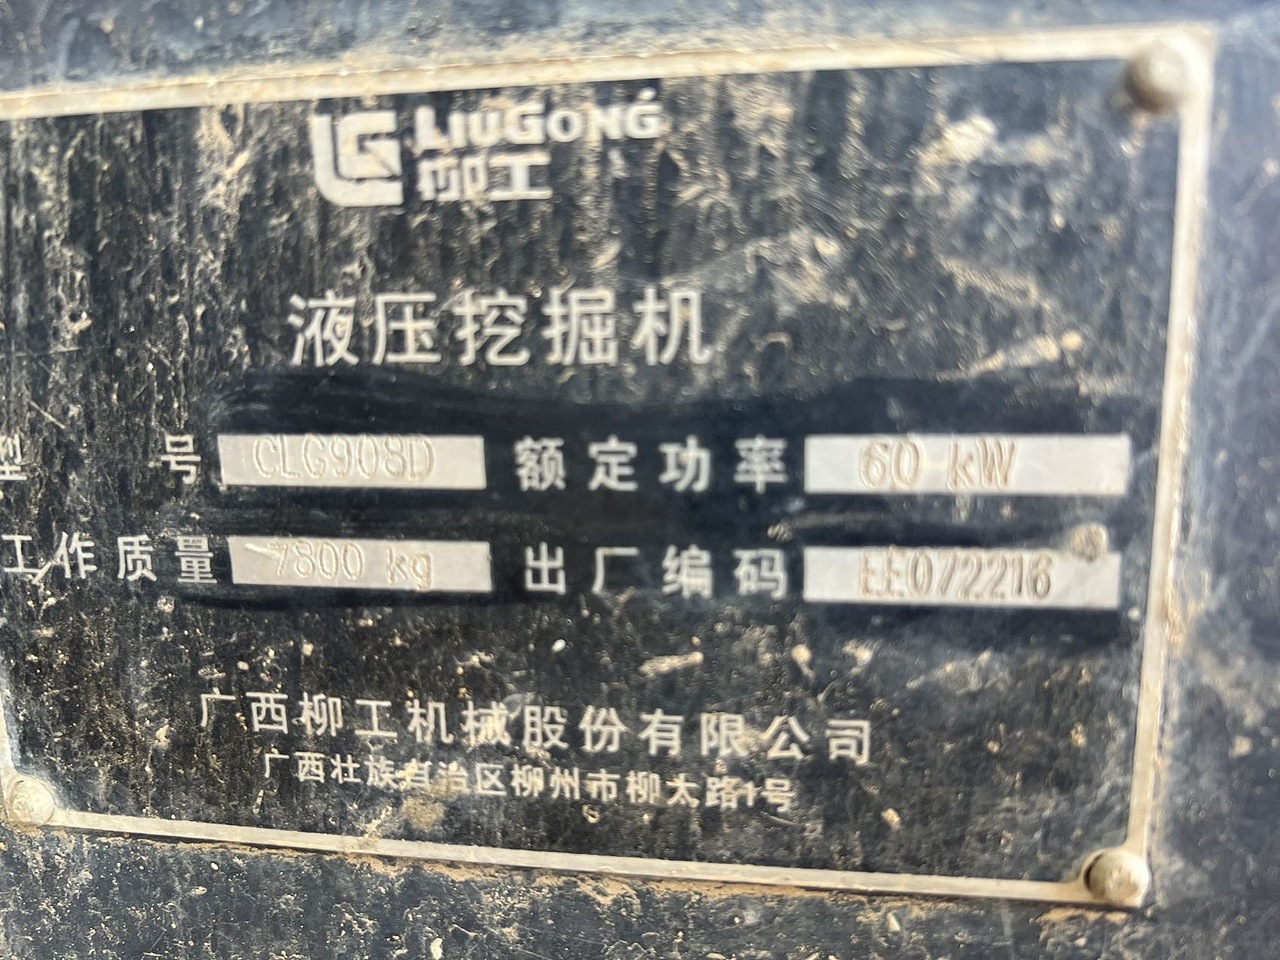 LG LIUGONG
柳工
液压挖掘机
型 号 CLG908D 额定功率 60 kW
工作质量 7800 kg 出厂编码 EE072216
广西柳工机械股份有限公司
广西壮族自治区柳州市柳太路1号